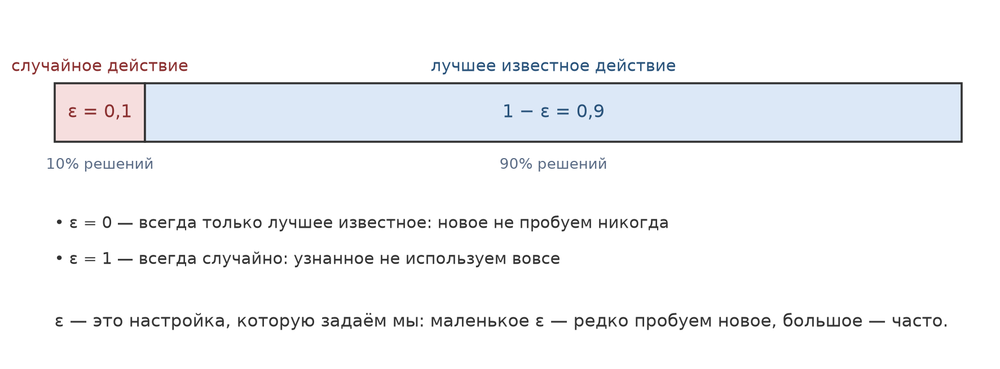 случайное действие
лучшее известное действие
ε = 0,1
1 − ε = 0,9
10% решений
90% решений
• ε = 0 — всегда только лучшее известное: новое не пробуем никогда
• ε = 1 — всегда случайно: узнанное не используем вовсе
ε — это настройка, которую задаём мы: маленькое ε — редко пробуем новое, большое — часто.